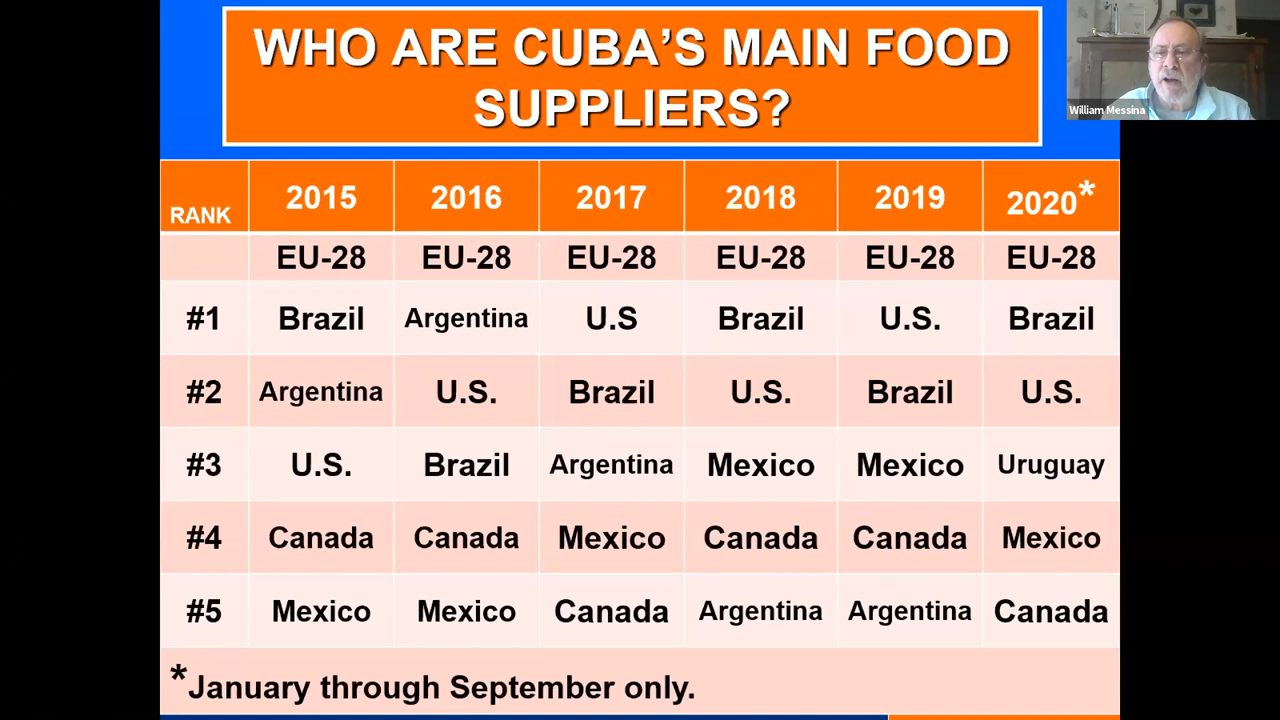 WHO ARE CUBA'S MAIN FOOD
SUPPLIERS?
William Messina
RANK 2015 2016 2017 2018 2019 2020*
EU-28 EU-28 EU-28 EU-28 EU-28 EU-28
#1 Brazil Argentina U.S Brazil U.S. Brazil
#2 Argentina U.S. Brazil U.S. Brazil U.S.
#3 U.S. Brazil Argentina Mexico Mexico Uruguay
#4 Canada Canada Mexico Canada Canada Mexico
#5 Mexico Mexico Canada Argentina Argentina Canada
*January through September only.